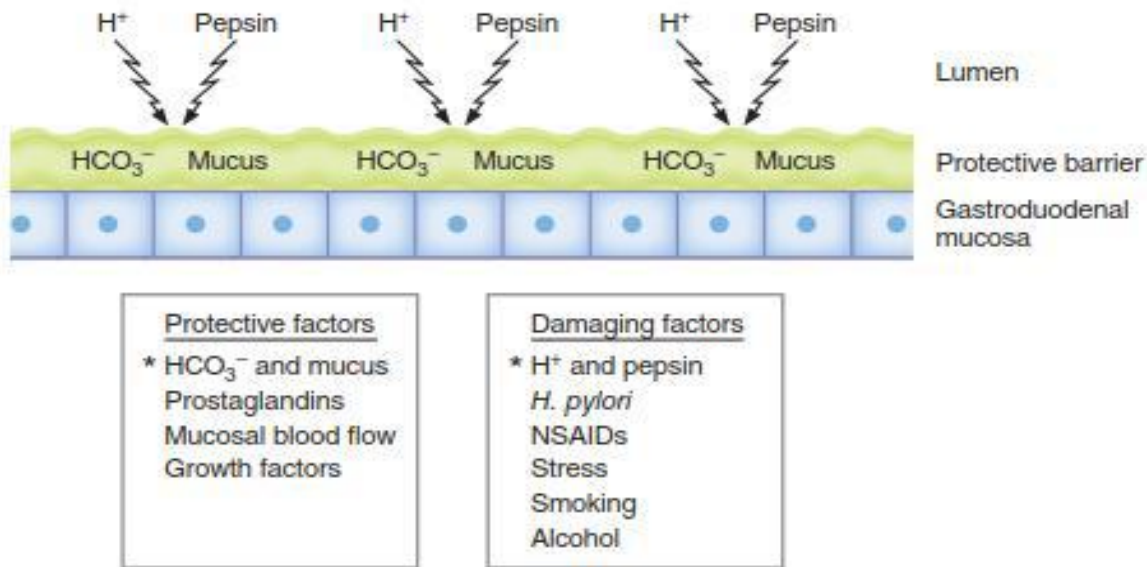 H⁺ Pepsin H⁺ Pepsin H⁺ Pepsin
Lumen
HCO₃⁻ Mucus HCO₃⁻ Mucus HCO₃⁻ Mucus
Protective barrier
Gastroduodenal
mucosa
Protective factors
* HCO₃⁻ and mucus
Prostaglandins
Mucosal blood flow
Growth factors
Damaging factors
* H⁺ and pepsin
H. pylori
NSAIDs
Stress
Smoking
Alcohol